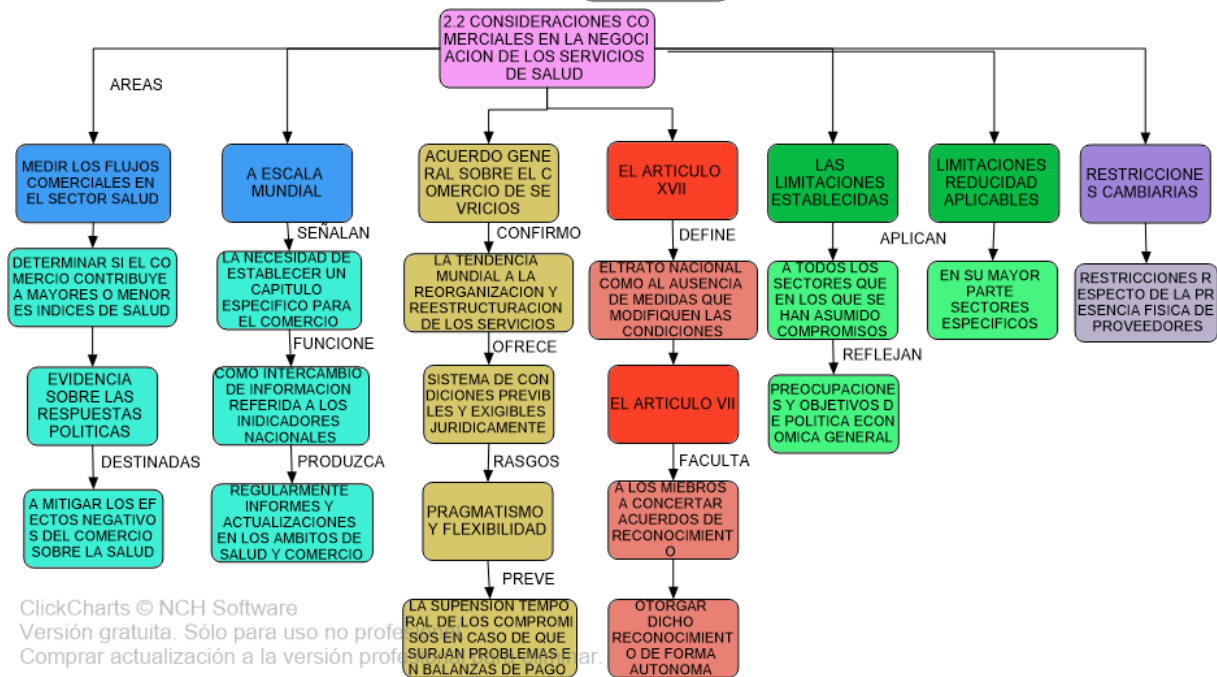 2.2 CONSIDERACIONES CO
MERCIALES EN LA NEGOCI
ACION DE LOS SERVICIOS
DE SALUD
AREAS
MEDIR LOS FLUJOS
COMERCIALES EN
EL SECTOR SALUD
DETERMINAR SI EL CO
MERCIO CONTRIBUYE
A MAYORES O MENOR
ES INDICES DE SALUD
EVIDENCIA
SOBRE LAS
RESPUESTAS
POLITICAS
DESTINADAS
A MITIGAR LOS EF
ECTOS NEGATIVO
S DEL COMERCIO
SOBRE LA SALUD
A ESCALA
MUNDIAL
SEÑALAN
LA NECESIDAD DE
ESTABLECER UN
CAPITULO
ESPECIFICO PARA
EL COMERCIO
FUNCIONE
COMO INTERCAMBIO
DE INFORMACION
REFERIDA A LOS
INIDICADORES
NACIONALES
PRODUZCA
REGULARMENTE
INFORMES Y
ACTUALIZACIONES
EN LOS AMBITOS DE
SALUD Y COMERCIO
ACUERDO GENE
RAL SOBRE EL C
OMERCIO DE SE
VRICIOS
CONFIRMO
LA TENDENCIA
MUNDIAL A LA
REORGANIZACION Y
REESTRUCTURACION
DE LOS SERVICIOS
OFRECE
SISTEMA DE CON
DICIONES PREVIB
LES Y EXIGIBLES
JURIDICAMENTE
RASGOS
PRAGMATISMO
Y FLEXIBILIDAD
PREVE
LA SUPENSION TEMPO
RAL DE LOS COMPROMI
SOS EN CASO DE QUE
SURJAN PROBLEMAS E
N BALANZAS DE PAGO
EL ARTICULO
XVII
DEFINE
ELTRATO NACIONAL
COMO AL AUSENCIA
DE MEDIDAS QUE
MODIFIQUEN LAS
CONDICIONES
EL ARTICULO VII
FACULTA
A LOS MIEBROS
A CONCERTAR
ACUERDOS DE
RECONOCIMIENT
O
OTORGAR
DICHO
RECONOCIMIENT
O DE FORMA
AUTONOMA
LAS
LIMITACIONES
ESTABLECIDAS
APLICAN
A TODOS LOS
SECTORES QUE
EN LOS QUE SE
HAN ASUMIDO
COMPROMISOS
REFLEJAN
PREOCUPACIONE
S Y OBJETIVOS D
E POLITICA ECON
OMICA GENERAL
LIMITACIONES
REDUCIDAD
APLICABLES
EN SU MAYOR
PARTE
SECTORES
ESPECIFICOS
RESTRICCIONE
S CAMBIARIAS
RESTRICCIONES R
ESPECTO DE LA PR
ESENCIA FISICA DE
PROVEEDORES
ClickCharts © NCH Software
Versión gratuita. Sólo para uso no
Comprar actualización a la versión